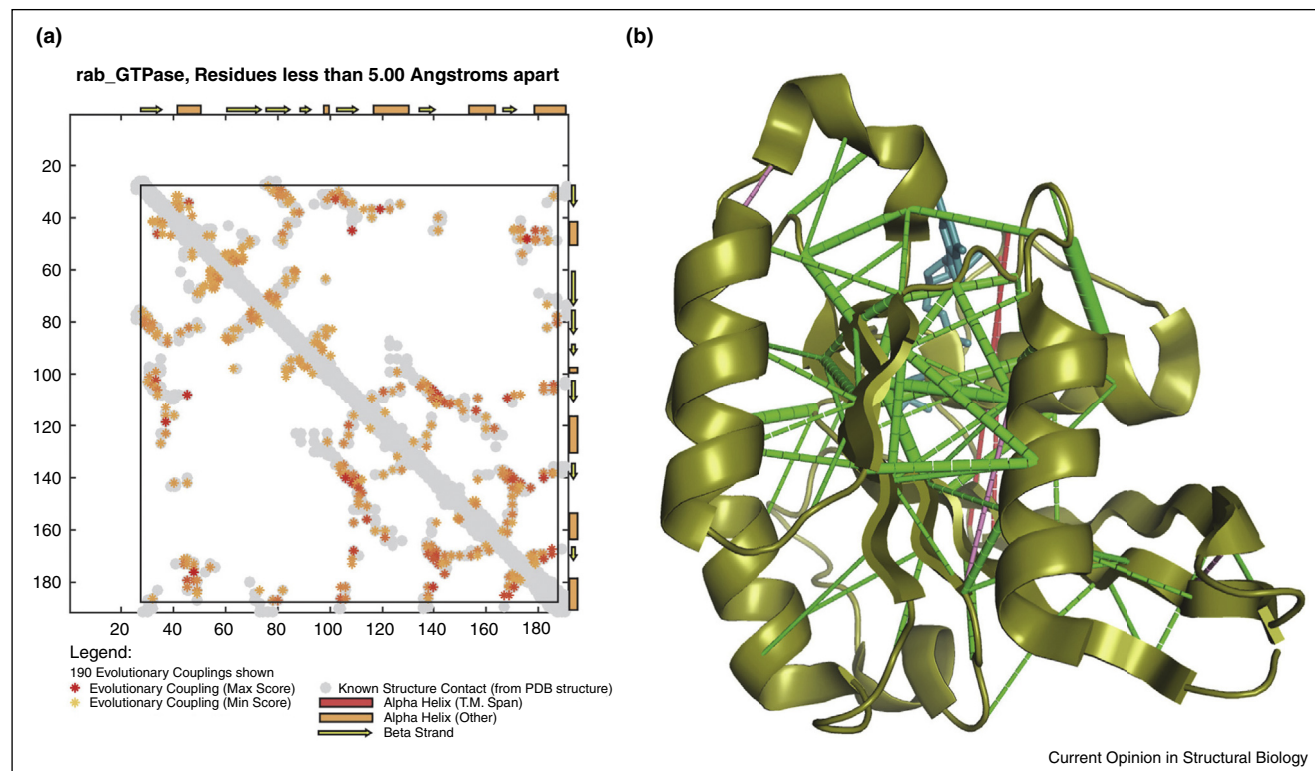 (a)
rab_GTPase, Residues less than 5.00 Angstroms apart
20
40
60
80
100
120
140
160
180
20 40 60 80 100 120 140 160 180
Legend:
190 Evolutionary Couplings shown
Evolutionary Coupling (Max Score)
Evolutionary Coupling (Min Score)
Known Structure Contact (from PDB structure)
Alpha Helix (T.M. Span)
Alpha Helix (Other)
Beta Strand
(b)
Current Opinion in Structural Biology